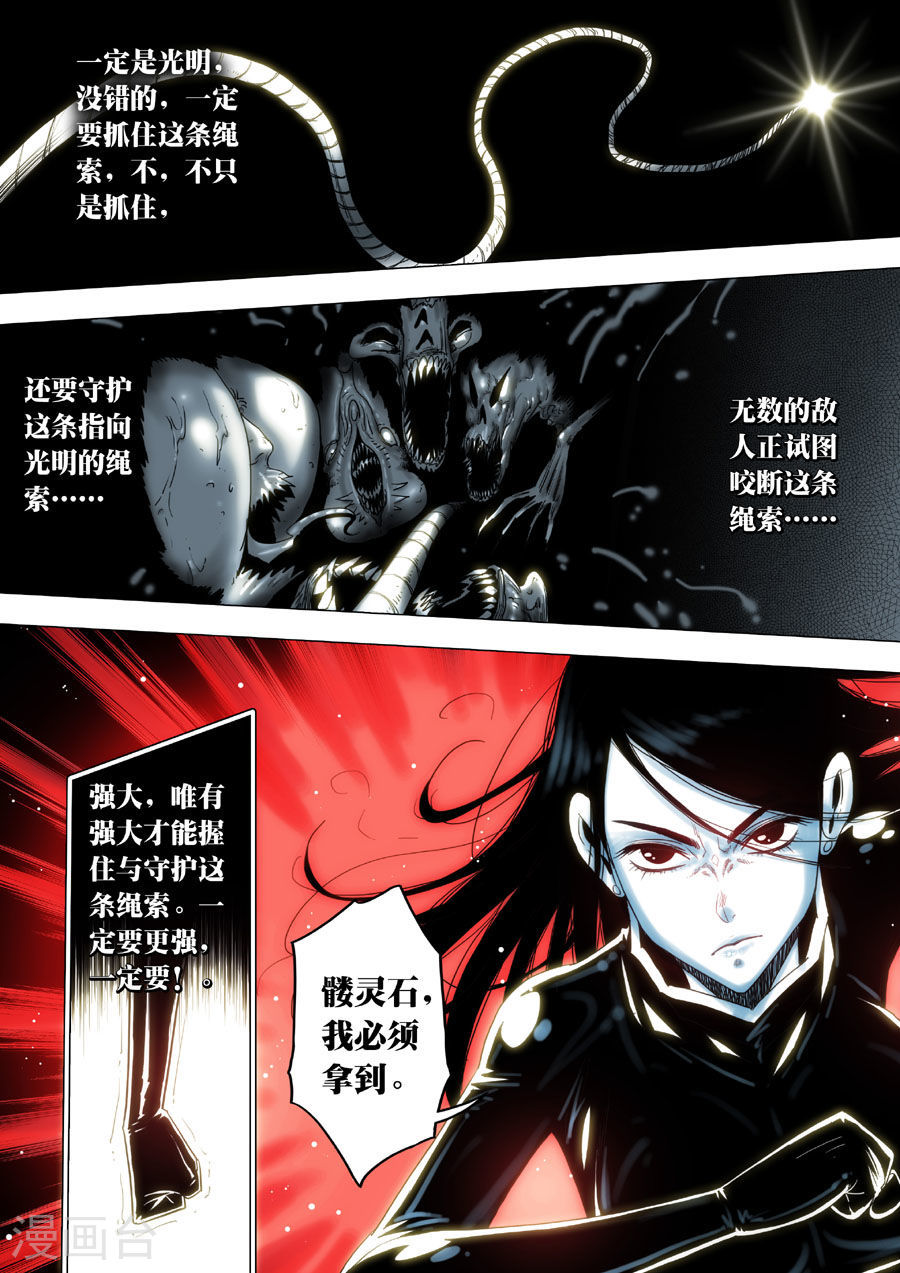 一定是光明，
没错的，一定
要抓住这条绳
索，不，不只
是抓住，
还要守护
这条指向
光明的绳
索……
无数的敌
人正试图
咬断这条
绳索……
强大，唯有
强大才能握
住与守护这
条绳索。一
定要更强，
一定要！。
髅灵石，
我必须
拿到。
漫画台